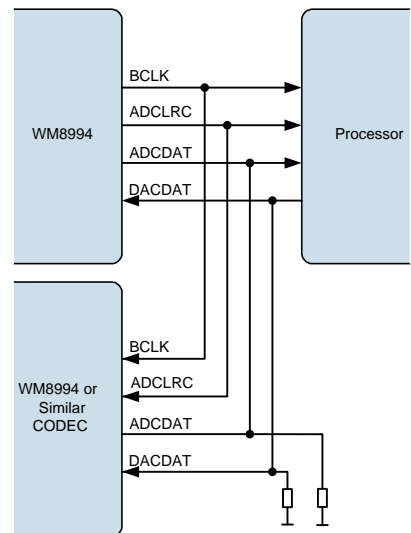 BCLK
ADCLRC
WM8994
Processor
ADCDAT
DACDAT
BCLK
WM8994 or
Similar
CODEC
ADCLRC
ADCDAT
DACDAT